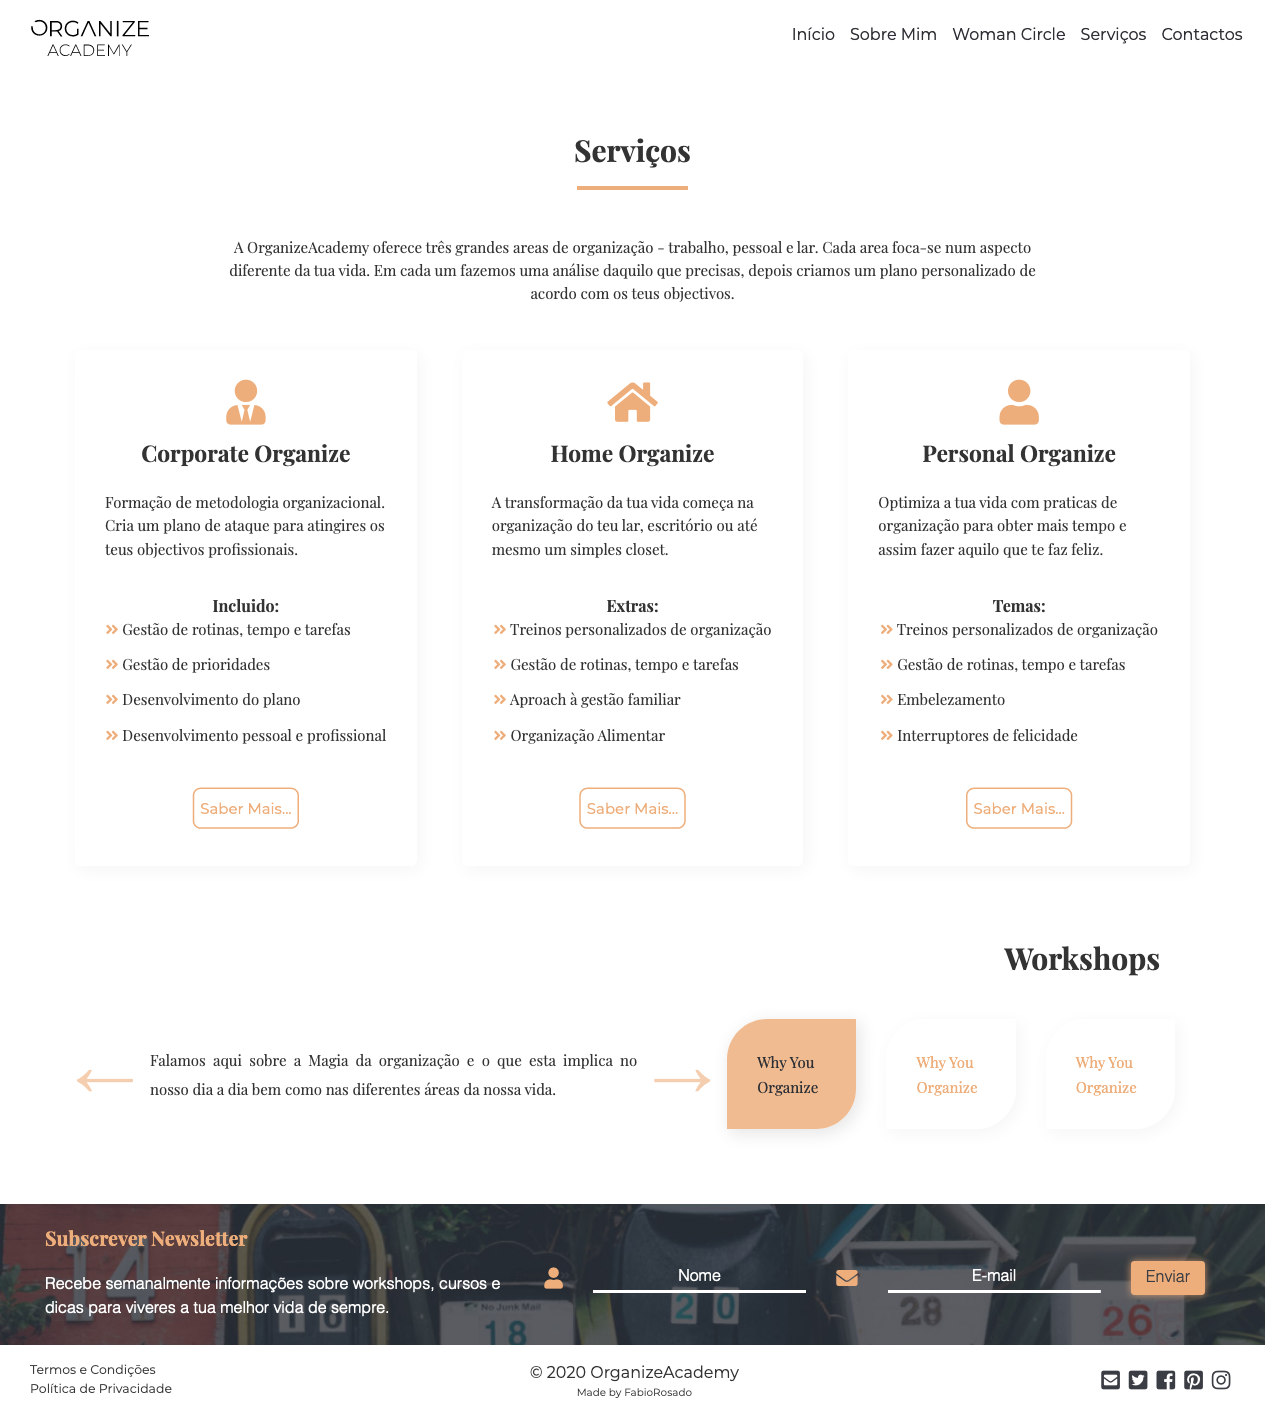 ORGANIZE
ACADEMY
Início Sobre Mim Woman Circle Serviços Contactos
Serviços
A OrganizeAcademy oferece três grandes areas de organização - trabalho, pessoal e lar. Cada area foca-se num aspecto
diferente da tua vida. Em cada um fazemos uma análise daquilo que precisas, depois criamos um plano personalizado de
acordo com os teus objectivos.
Corporate Organize
Formação de metodologia organizacional.
Cria um plano de ataque para atingires os
teus objectivos profissionais.
Incluido:
Gestão de rotinas, tempo e tarefas
Gestão de prioridades
Desenvolvimento do plano
Desenvolvimento pessoal e profissional
Saber Mais...
Home Organize
A transformação da tua vida começa na
organização do teu lar, escritório ou até
mesmo um simples closet.
Extras:
Treinos personalizados de organização
Gestão de rotinas, tempo e tarefas
Aproach à gestão familiar
Organização Alimentar
Saber Mais...
Personal Organize
Optimiza a tua vida com praticas de
organização para obter mais tempo e
assim fazer aquilo que te faz feliz.
Temas:
Treinos personalizados de organização
Gestão de rotinas, tempo e tarefas
Embelezamento
Interruptores de felicidade
Saber Mais...
Workshops
Falamos aqui sobre a Magia da organização e o que esta implica no
nosso dia a dia bem como nas diferentes áreas da nossa vida.
Why You
Organize
Why You
Organize
Why You
Organize
Subscrever Newsletter
Recebe semanalmente informações sobre workshops, cursos e
dicas para viveres a tua melhor vida de sempre.
Nome
E-mail
Enviar
14
16
No Junk Mail
18
20
28
26
Termos e Condições
Política de Privacidade
© 2020 OrganizeAcademy
Made by FabioRosado